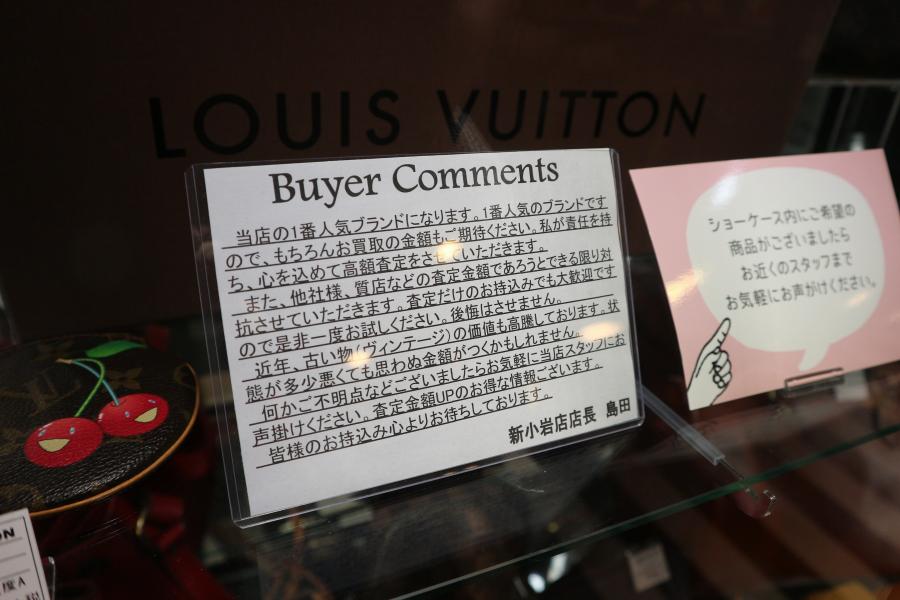 LOUIS VUITTON
Buyer Comments
当店の1番人気ブランドになります。1番人気のブランドです
ので、もちろんお買取の金額もご期待ください。私が責任を持
ち、心を込めて高額査定をさせていただきます。
また、他社様、質店などの査定金額であろうとできる限り対
抗させていただきます。査定だけのお持込みでも大歓迎です
ので是非一度お試しください。後悔はさせません。
近年、古い物(ヴィンテージ)の価値も高騰しております。状
態が多少悪くても思わぬ金額がつくかもしれません。
何かご不明点などございましたらお気軽に当店スタッフにお
声掛けください。査定金額UPのお得な情報ございます。
皆様のお持込み心よりお待ちしております。
新小岩店店長 島田
ショーケース内にご希望の
商品がございましたら
お近くのスタッフまで
お気軽にお声がけください。